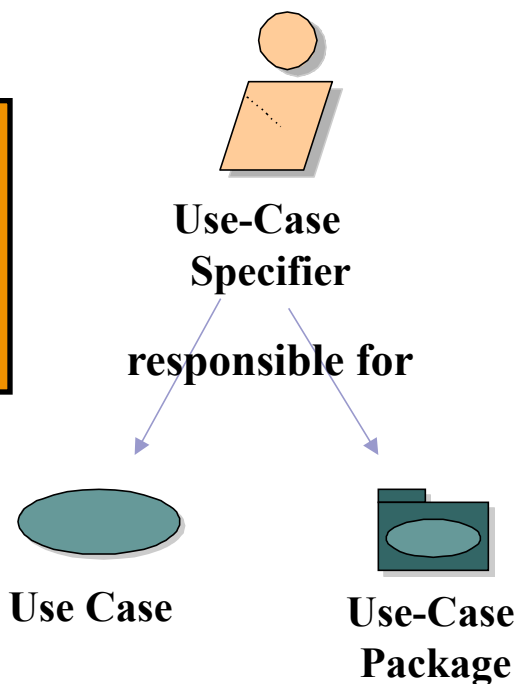 Use-Case
Specifier
responsible for
Use Case
Use-Case
Package